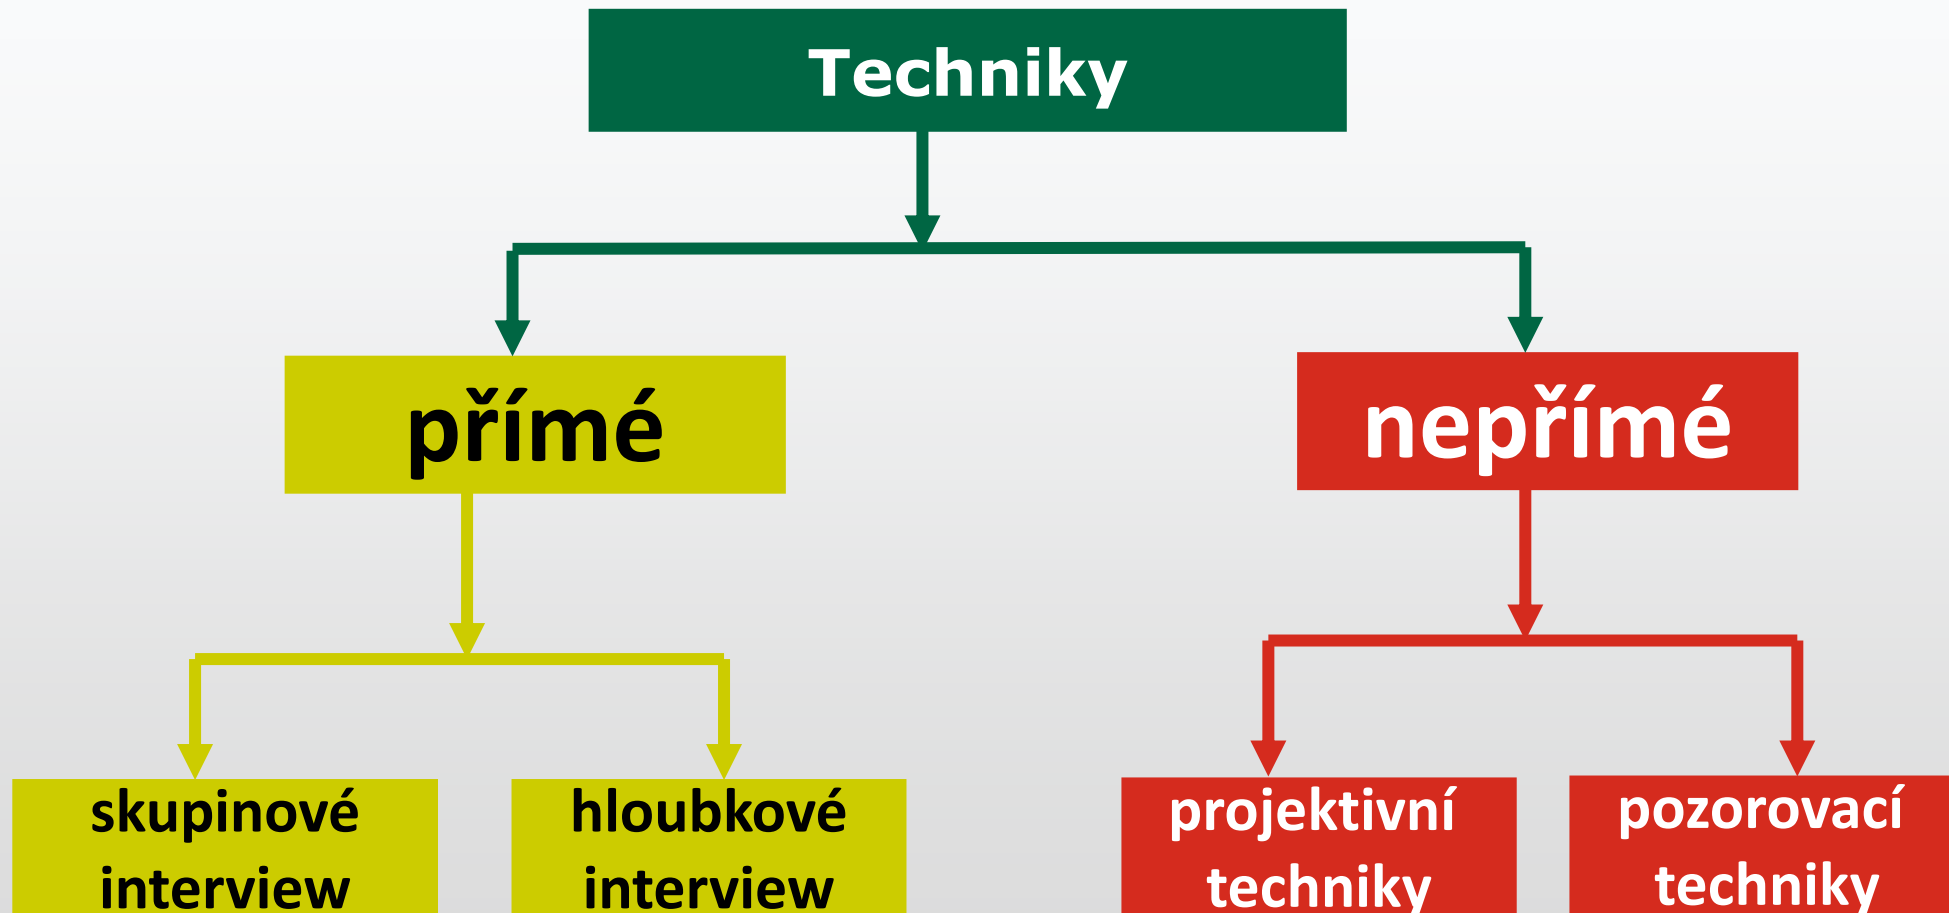 Techniky
přímé
nepřímé
skupinové
interview
hloubkové
interview
projektivní
techniky
pozorovací
techniky